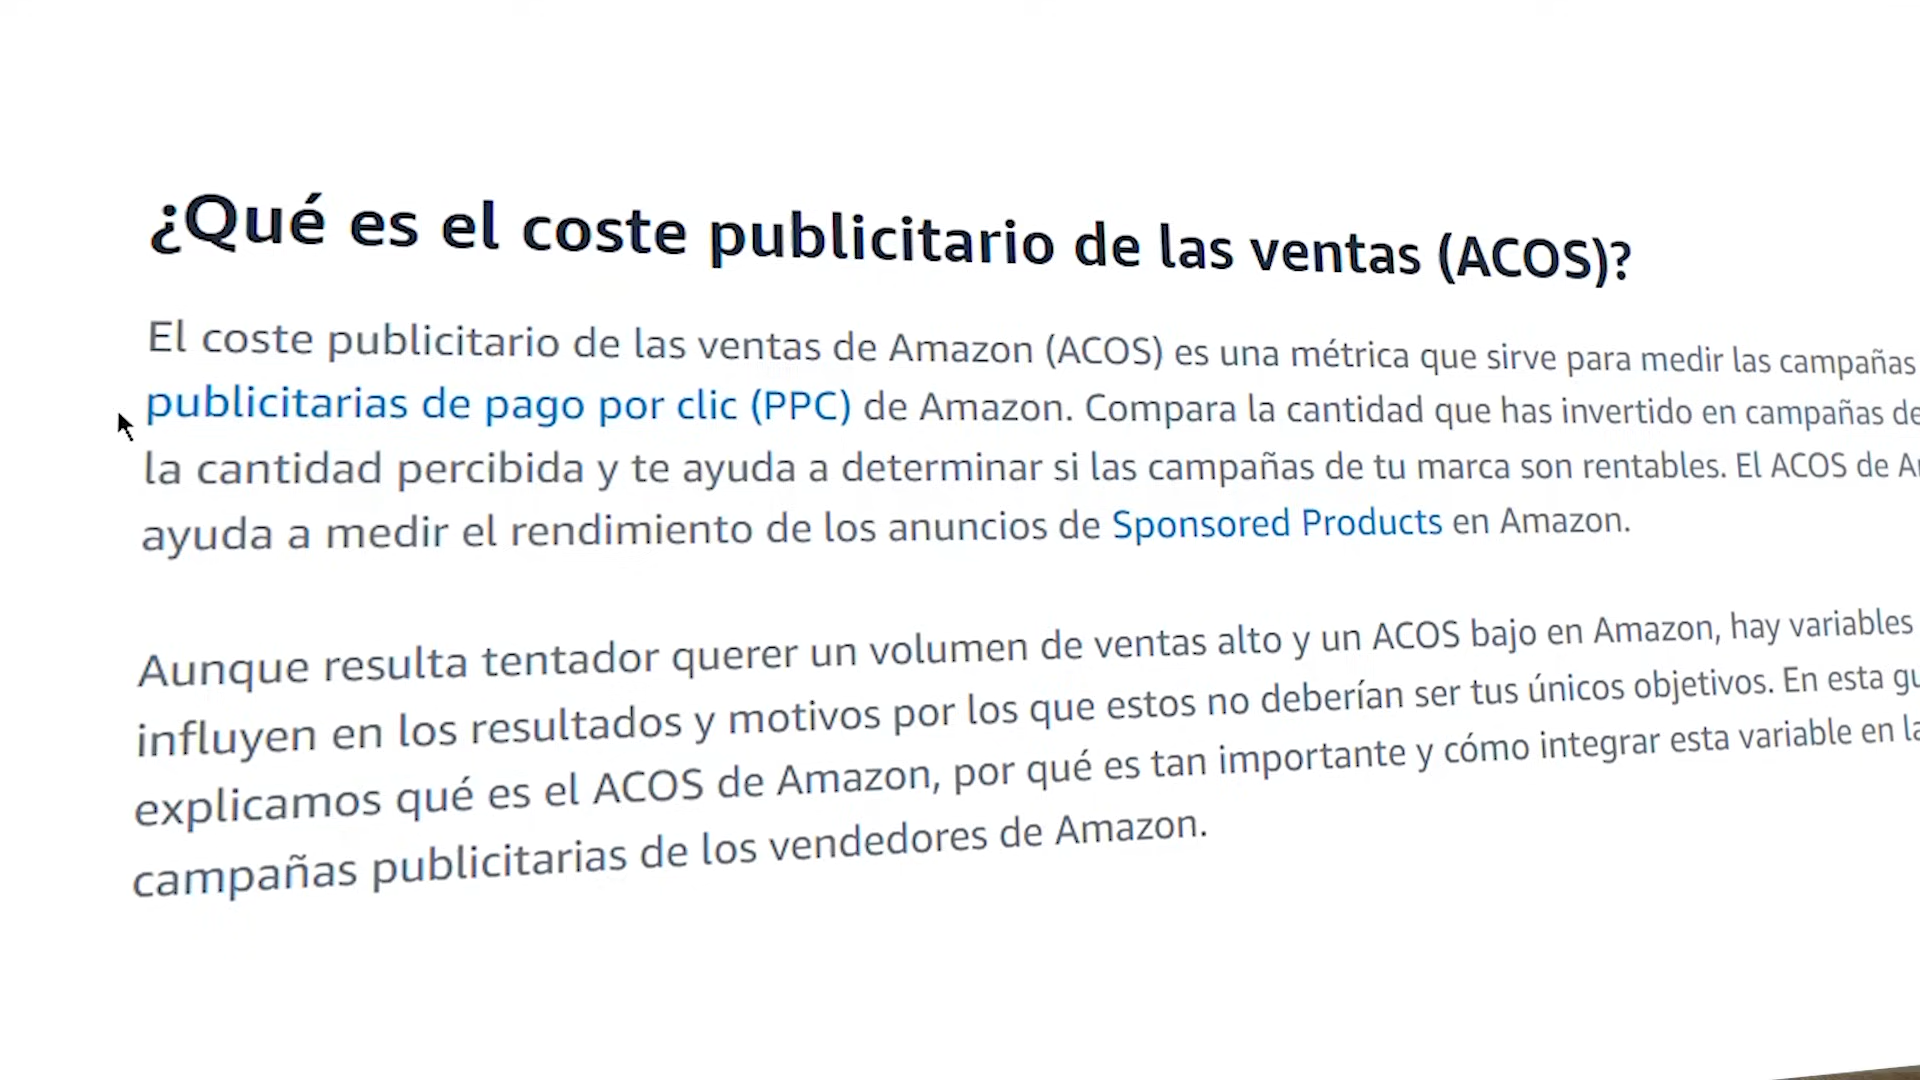 ¿Qué es el coste publicitario de las ventas (ACOS)?
El coste publicitario de las ventas de Amazon (ACOS) es una métrica que sirve para medir las campañas
publicitarias de pago por clic (PPC) de Amazon. Compara la cantidad que has invertido en campañas de
la cantidad percibida y te ayuda a determinar si las campañas de tu marca son rentables. El ACOS de
ayuda a medir el rendimiento de los anuncios de Sponsored Products en Amazon.
Aunque resulta tentador querer un volumen de ventas alto y un ACOS bajo en Amazon, hay variables
influyen en los resultados y motivos por los que estos no deberían ser tus únicos objetivos. En esta
explicamos qué es el ACOS de Amazon, por qué es tan importante y cómo integrar esta variable en
campañas publicitarias de los vendedores de Amazon.